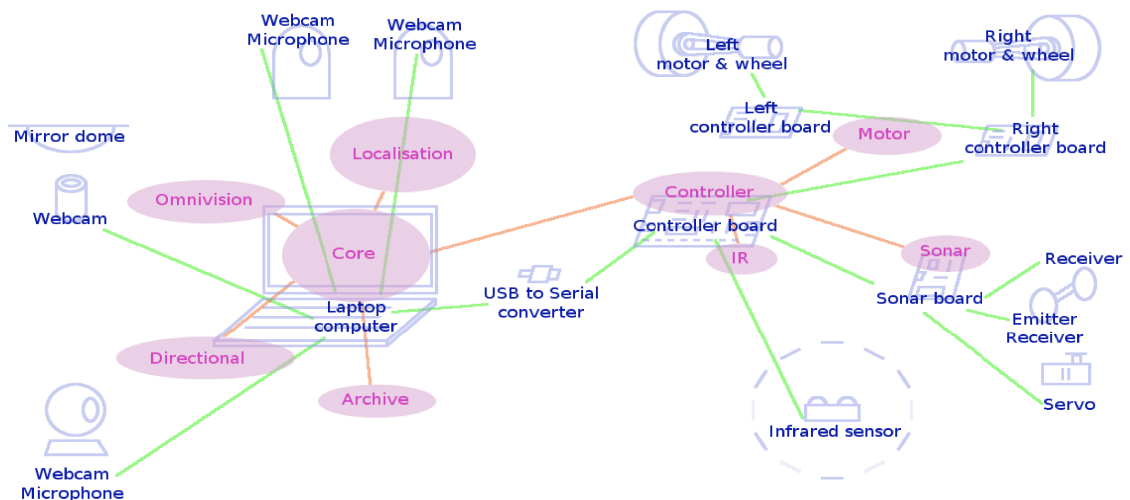 Webcam
Microphone
Webcam
Microphone
Left
motor & wheel
Right
motor & wheel
Mirror dome
Localisation
Left
controller board
Motor
Right
controller board
Omnivision
Webcam
Controller
Controller board
Core
IR
Sonar
Receiver
USB to Serial
converter
Laptop
computer
Sonar board
Emitter
Receiver
Directional
Archive
Servo
Infrared sensor
Webcam
Microphone